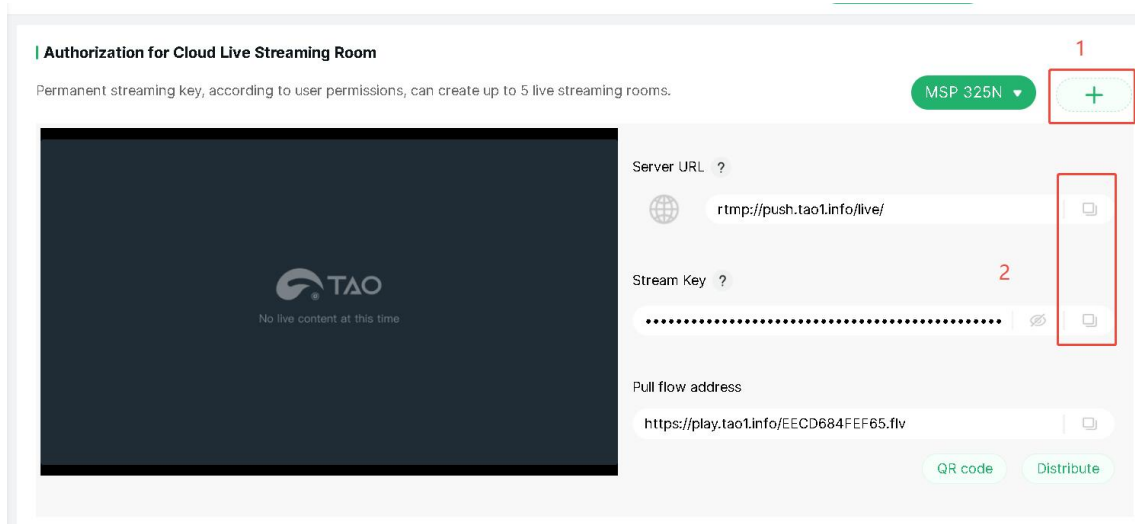 Authorization for Cloud Live Streaming Room
1
Permanent streaming key, according to user permissions, can create up to 5 live streaming rooms.
MSP 325N
+
Server URL ?
rtmp://push.tao1.info/live/
TAO
No live content at this time
Stream Key ?
2
•••••••••••••••••••••••••••••••••••••••••••••••
Pull flow address
https://play.tao1.info/EECD684FEF65.flv
QR code Distribute